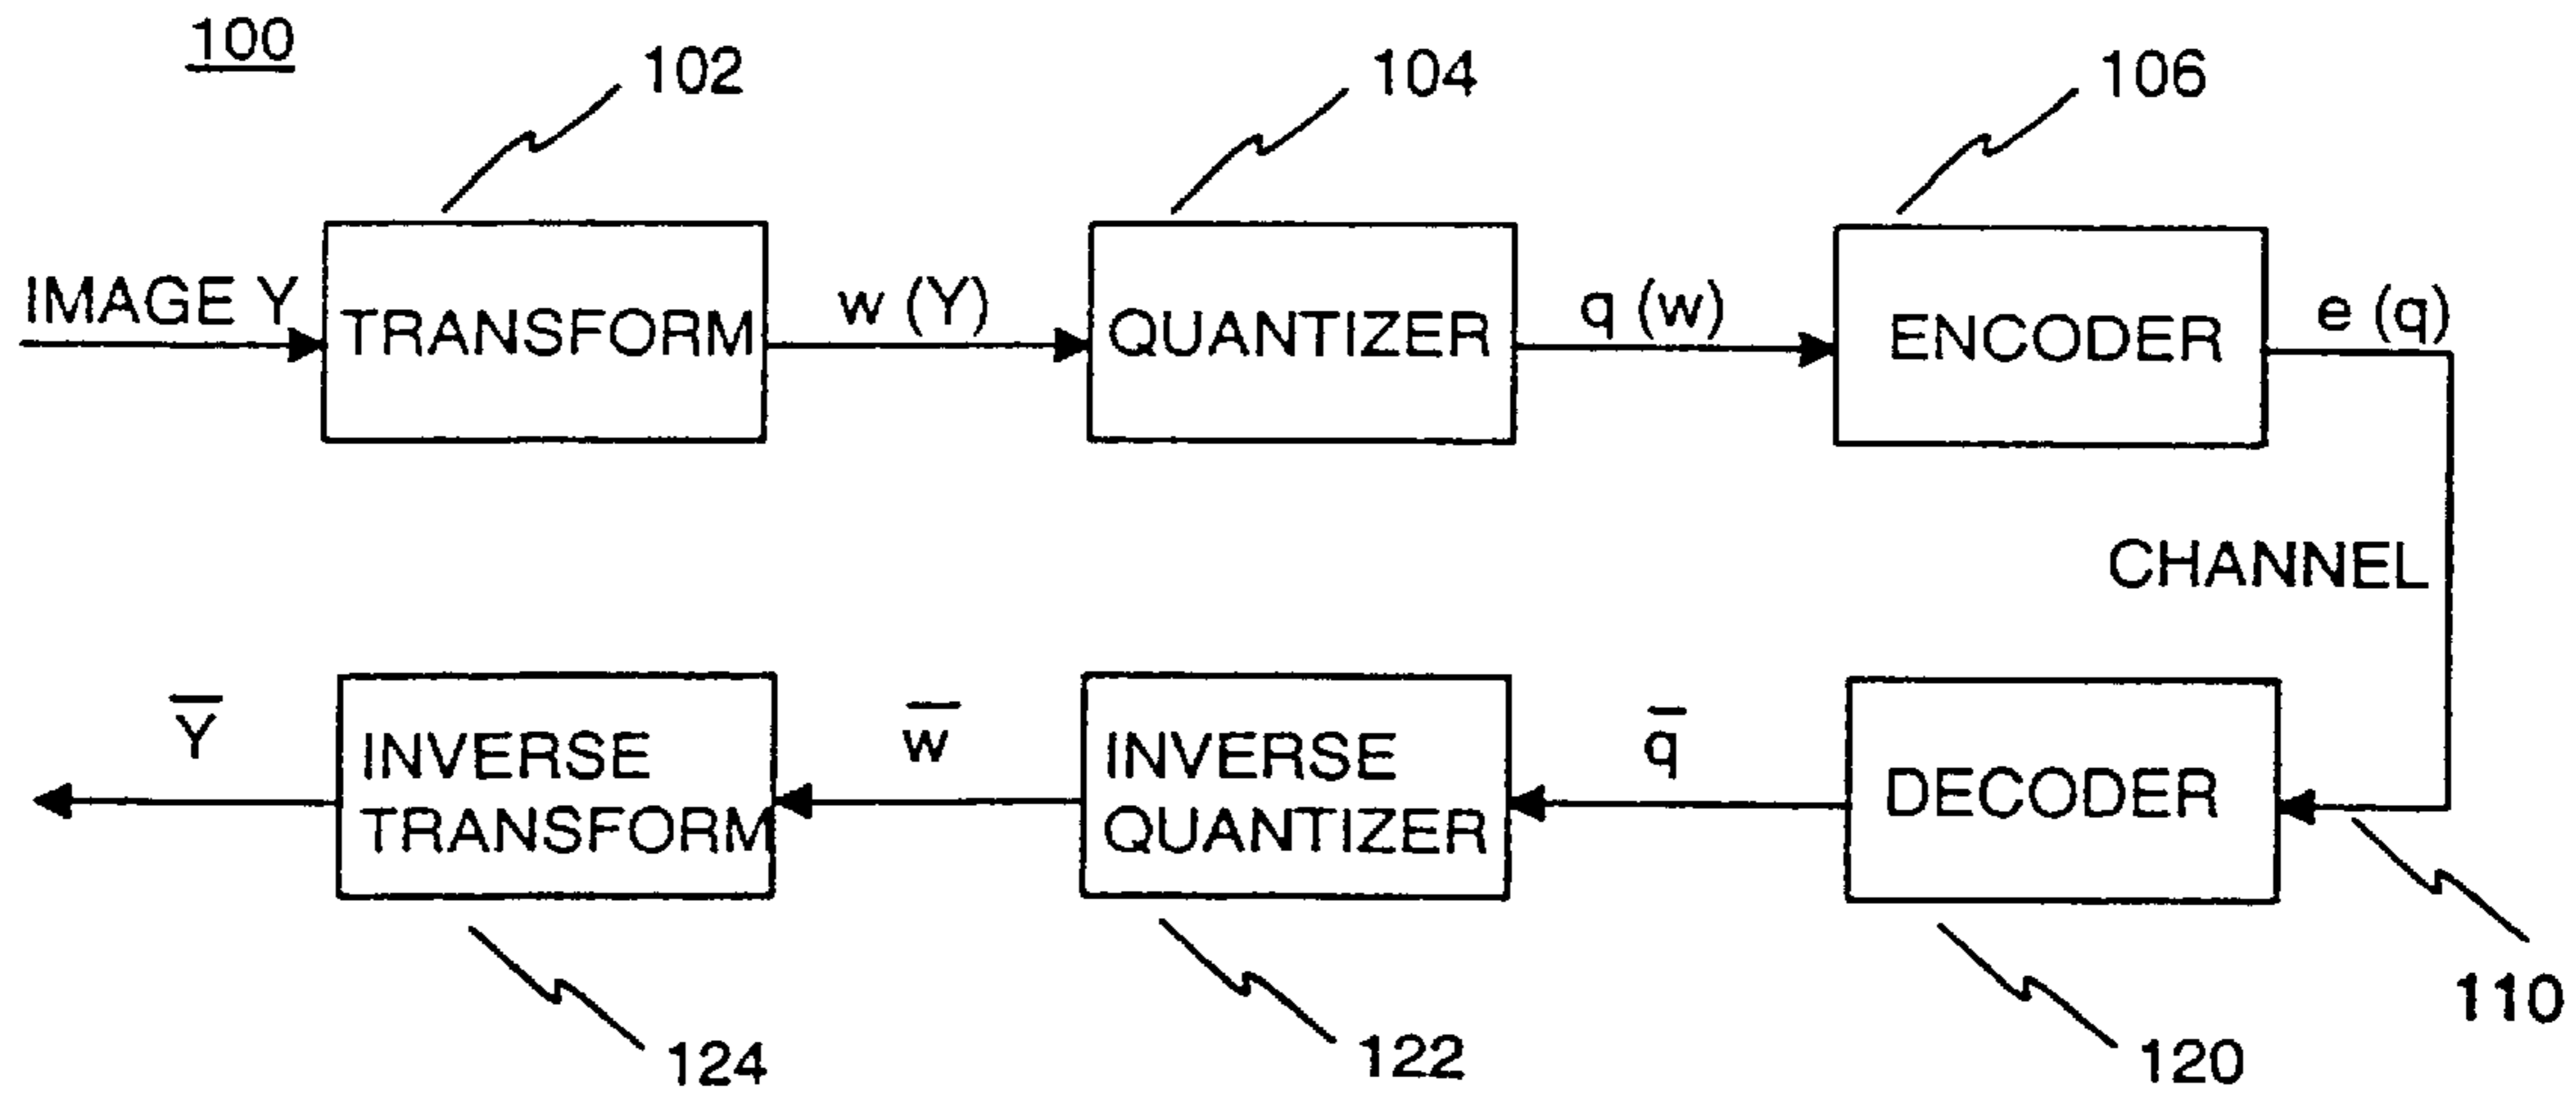 100
102
104
106
IMAGE Y
TRANSFORM
w (Y)
QUANTIZER
q (w)
ENCODER
e (q)
CHANNEL
Y̅
INVERSE
TRANSFORM
w̅
INVERSE
QUANTIZER
q̅
DECODER
110
124
122
120